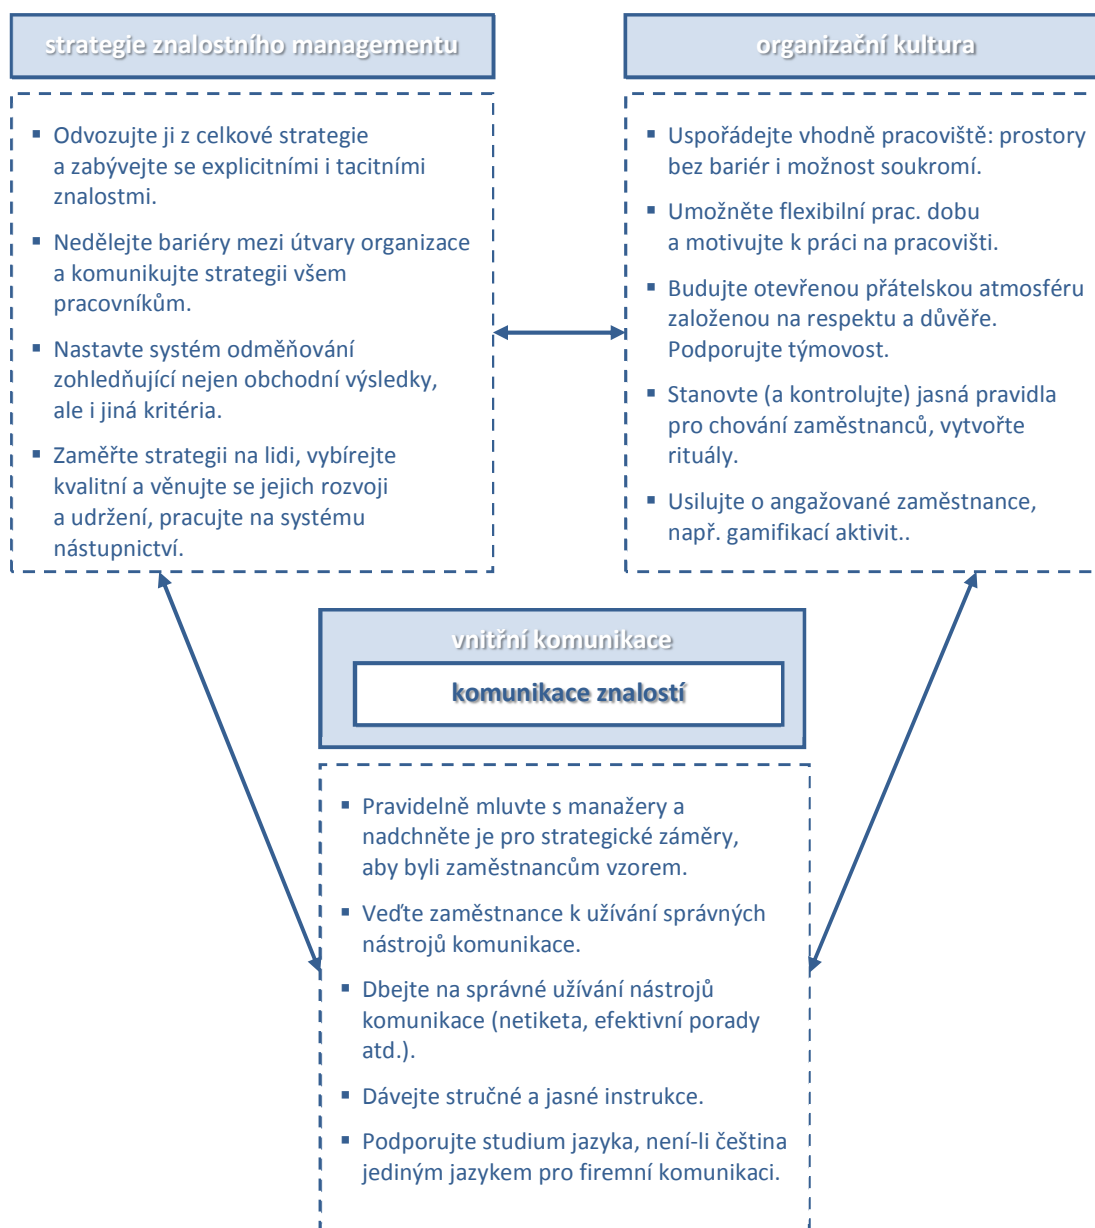 strategie znalostního managementu
▪ Odvozujte ji z celkové strategie
a zabývejte se explicitními i tacitními
znalostmi.
▪ Nedělejte bariéry mezi útvary organizace
a komunikujte strategii všem
pracovníkům.
▪ Nastavte systém odměňování
zohledňující nejen obchodní výsledky,
ale i jiná kritéria.
▪ Zaměřte strategii na lidi, vybírejte
kvalitní a věnujte se jejich rozvoji
a udržení, pracujte na systému
nástupnictví.
organizační kultura
▪ Uspořádejte vhodně pracoviště: prostory
bez bariér i možnost soukromí.
▪ Umožněte flexibilní prac. dobu
a motivujte k práci na pracovišti.
▪ Budujte otevřenou přátelskou atmosféru
založenou na respektu a důvěře.
Podporujte týmovost.
▪ Stanovte (a kontrolujte) jasná pravidla
pro chování zaměstnanců, vytvořte
rituály.
▪ Usilujte o angažované zaměstnance,
např. gamifikací aktivit..
vnitřní komunikace
komunikace znalostí
▪ Pravidelně mluvte s manažery a
nadchněte je pro strategické záměry,
aby byli zaměstnancům vzorem.
▪ Veďte zaměstnance k užívání správných
nástrojů komunikace.
▪ Dbejte na správné užívání nástrojů
komunikace (netiketa, efektivní porady
atd.).
▪ Dávejte stručné a jasné instrukce.
▪ Podporujte studium jazyka, není-li čeština
jediným jazykem pro firemní komunikaci.